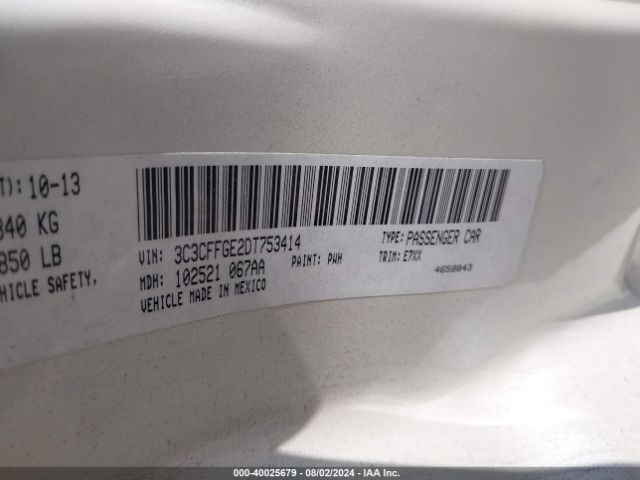 T): 10-13
840 KG
850 LB
HICLE SAFETY,
VIN: 3C3CFFGE2DT753414
MDH: 102521 067AA
PAINT: PWH
VEHICLE MADE IN MEXICO
TYPE: PASSENGER CAR
TRIM: E7XX
4658843
000-40025679 - 08/02/2024 - IAA Inc.